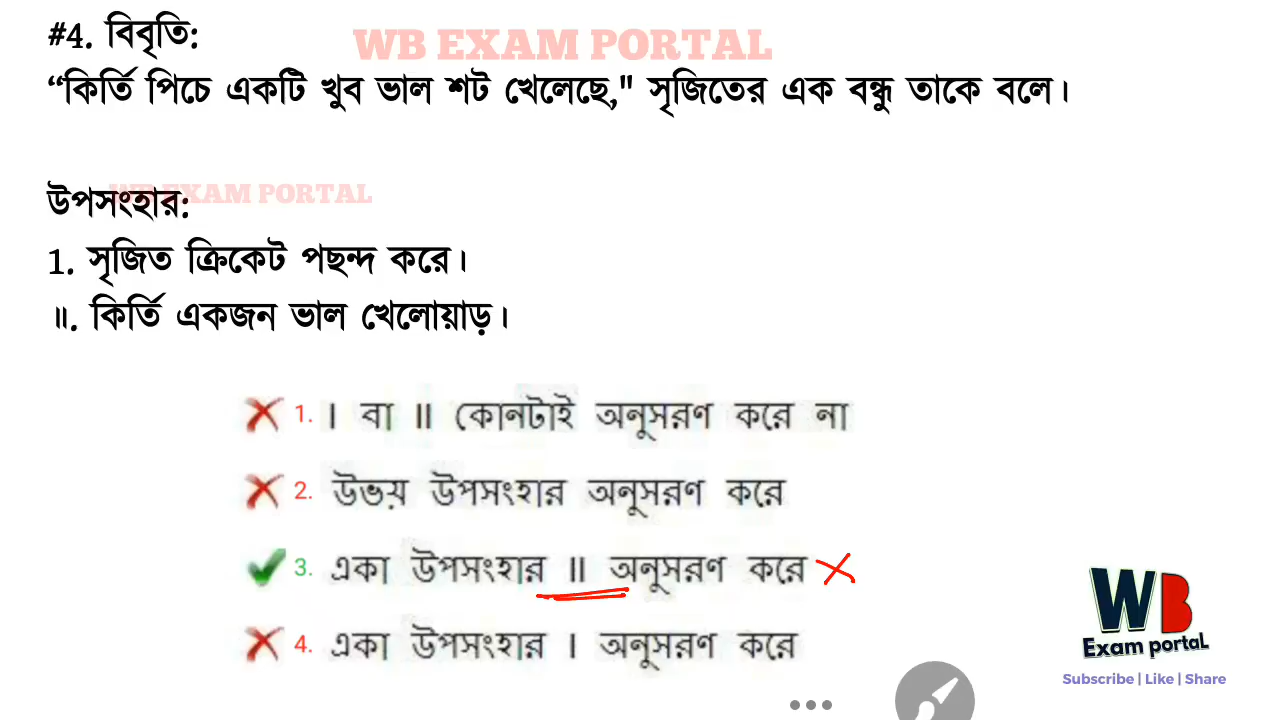 #4. বিবৃতি:
WB EXAM PORTAL
“কির্তি পিচে একটি খুব ভাল শট খেলেছে," সৃজিতের এক বন্ধু তাকে বলে।
WB EXAM PORTAL
উপসংহার:
1. সৃজিত ক্রিকেট পছন্দ করে।
॥. কির্তি একজন ভাল খেলোয়াড়।
1. । বা ॥ কোনটাই অনুসরণ করে না
2. উভয় উপসংহার অনুসরণ করে
3. একা উপসংহার ॥ অনুসরণ করে
4. একা উপসংহার । অনুসরণ করে
WB
Exam portal
Subscribe | Like | Share